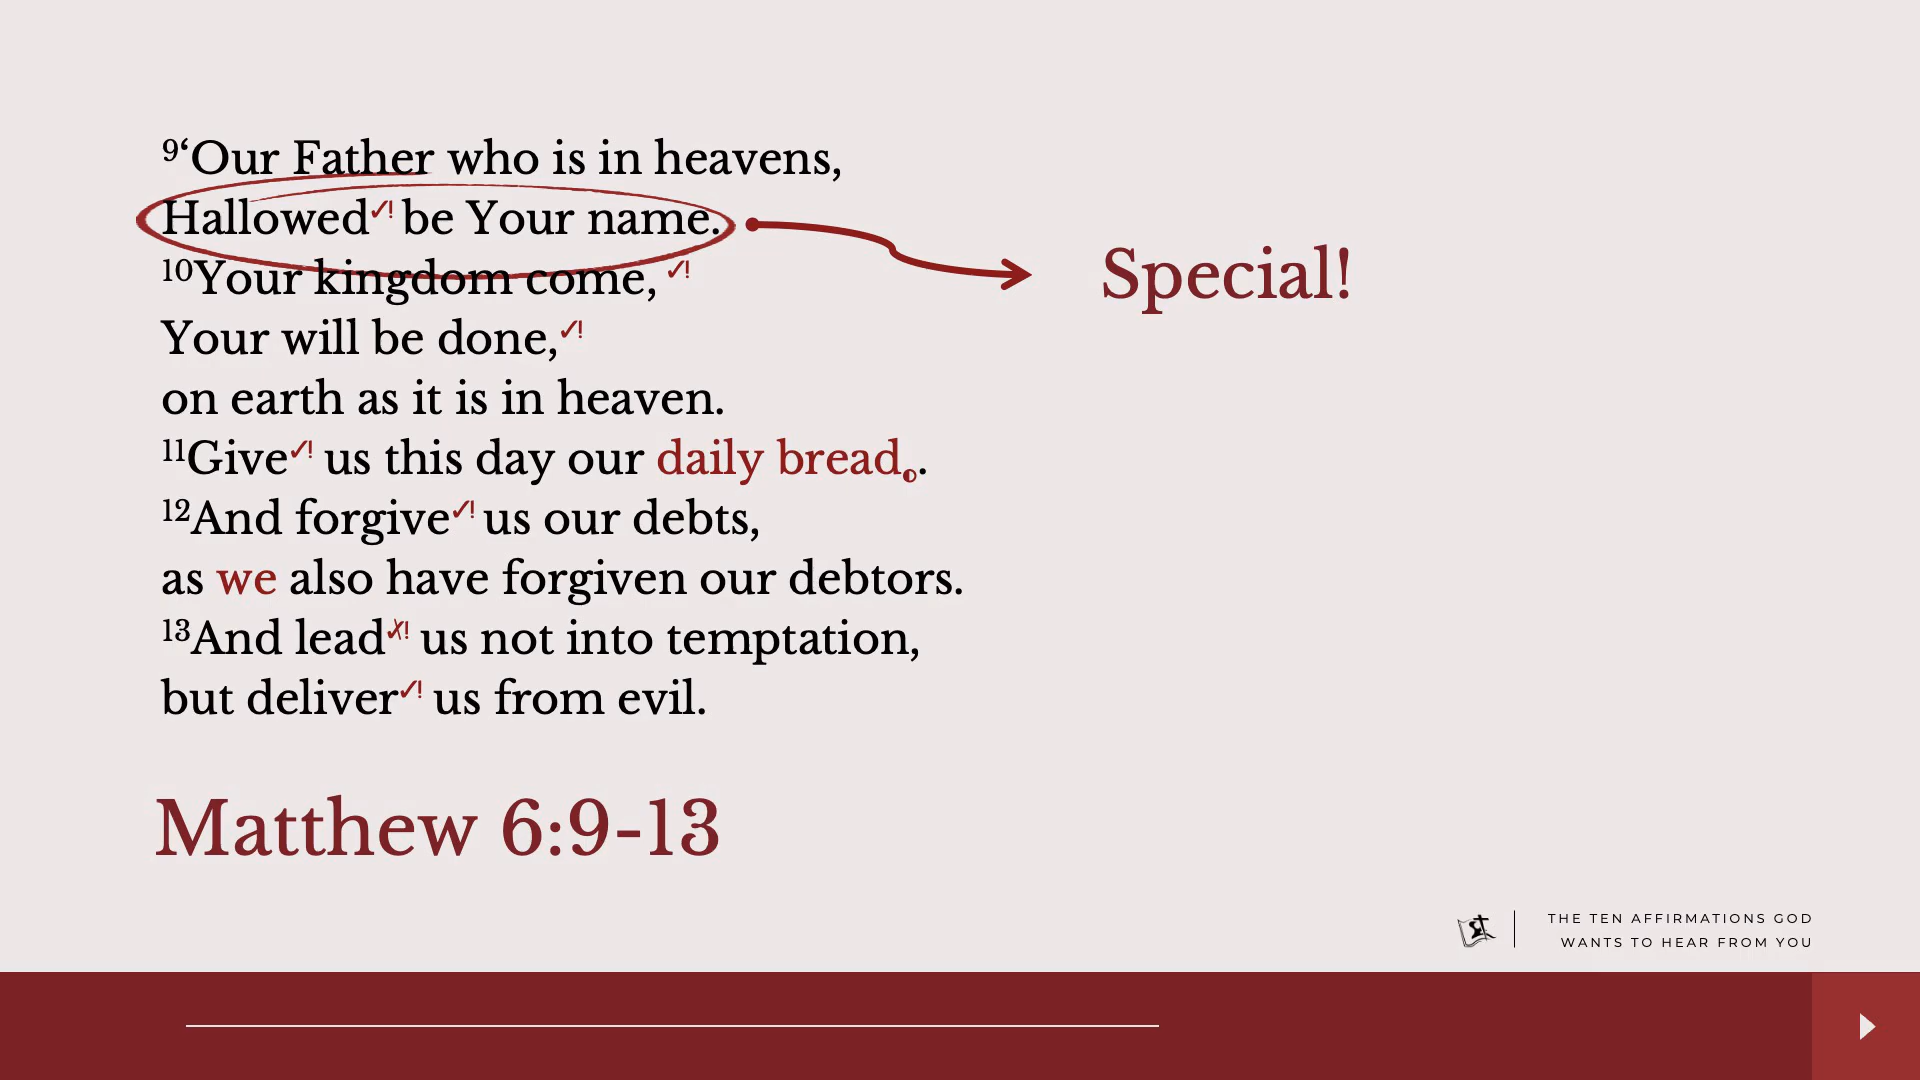 ⁹‘Our Father who is in heavens,
Hallowed✓! be Your name.
Special!
¹⁰Your kingdom come, ✓!
Your will be done,✓!
on earth as it is in heaven.
¹¹Give✓! us this day our daily bread◐.
¹²And forgive✓! us our debts,
as we also have forgiven our debtors.
¹³And lead✗! us not into temptation,
but deliver✓! us from evil.
Matthew 6:9-13
THE TEN AFFIRMATIONS GOD
WANTS TO HEAR FROM YOU